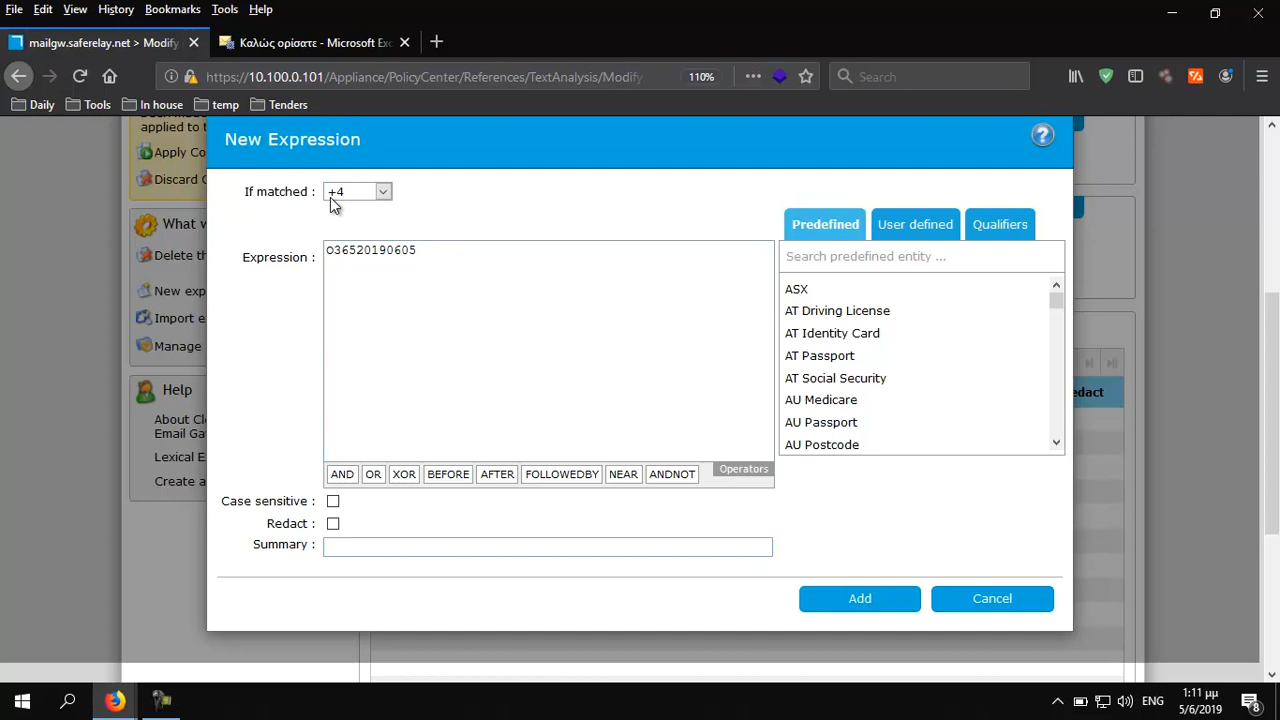 File Edit View History Bookmarks Tools Help
mailgw.saferelay.net > Modify
Καλώς ορίσατε - Microsoft Exc
https://10.100.0.101/Appliance/PolicyCenter/References/TextAnalysis/Modify
110%
Search
Daily Tools In house temp Tenders
applied to t
Apply Co
Discard C
What w
Delete th
New exp
Import e
Manage
Help
About Cl
Email Gat
Lexical E
Create a
New Expression
If matched : +4
Predefined User defined Qualifiers
Expression : 036520190605
Search predefined entity ...
ASX
AT Driving License
AT Identity Card
AT Passport
AT Social Security
AU Medicare
AU Passport
AU Postcode
AND OR XOR BEFORE AFTER FOLLOWEDBY NEAR ANDNOT Operators
Case sensitive :
Redact :
Summary :
Add Cancel
edact
ENG
1:11 μμ
5/6/2019
8